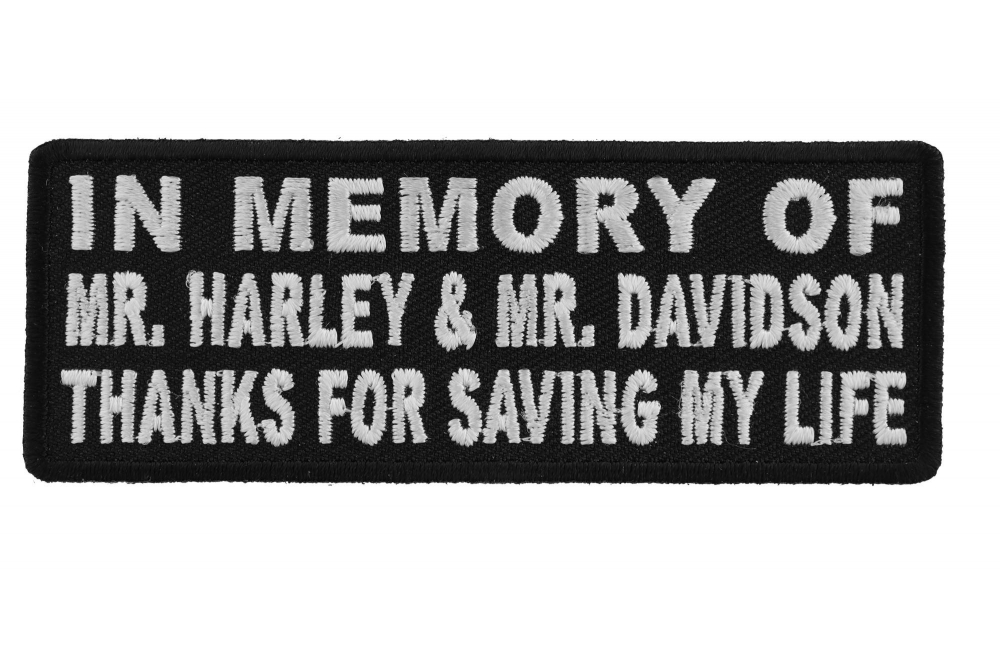 IN MEMORY OF
MR. HARLEY & MR. DAVIDSON
THANKS FOR SAVING MY LIFE